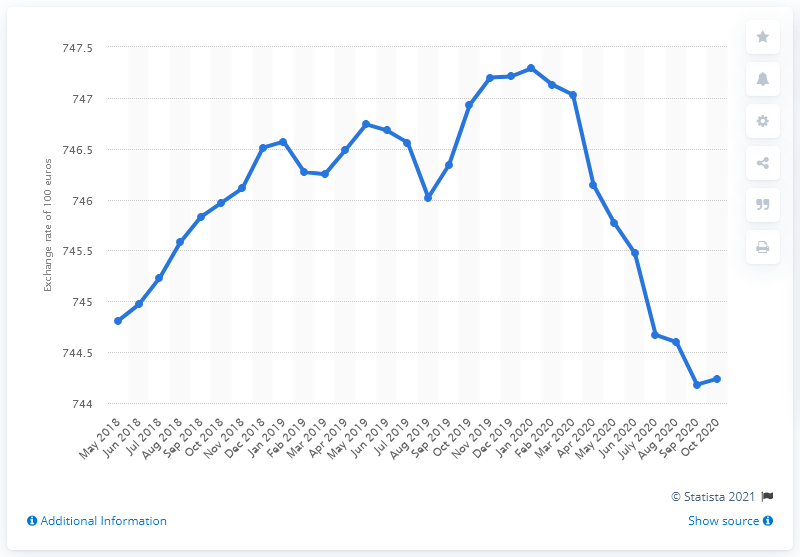 747.5
747
746.5
746
745.5
745
744.5
744
Exchange rate of 100 euros
May 2018
Jun 2018
Jul 2018
Aug 2018
Sep 2018
Oct 2018
Nov 2018
Dec 2018
Jan 2019
Feb 2019
Mar 2019
Apr 2019
May 2019
Jun 2019
Jul 2019
Aug 2019
Sep 2019
Oct 2019
Nov 2019
Dec 2019
Jan 2020
Feb 2020
Mar 2020
Apr 2020
May 2020
Jun 2020
July 2020
Aug 2020
Sep 2020
Oct 2020
© Statista 2021
Additional Information
Show source